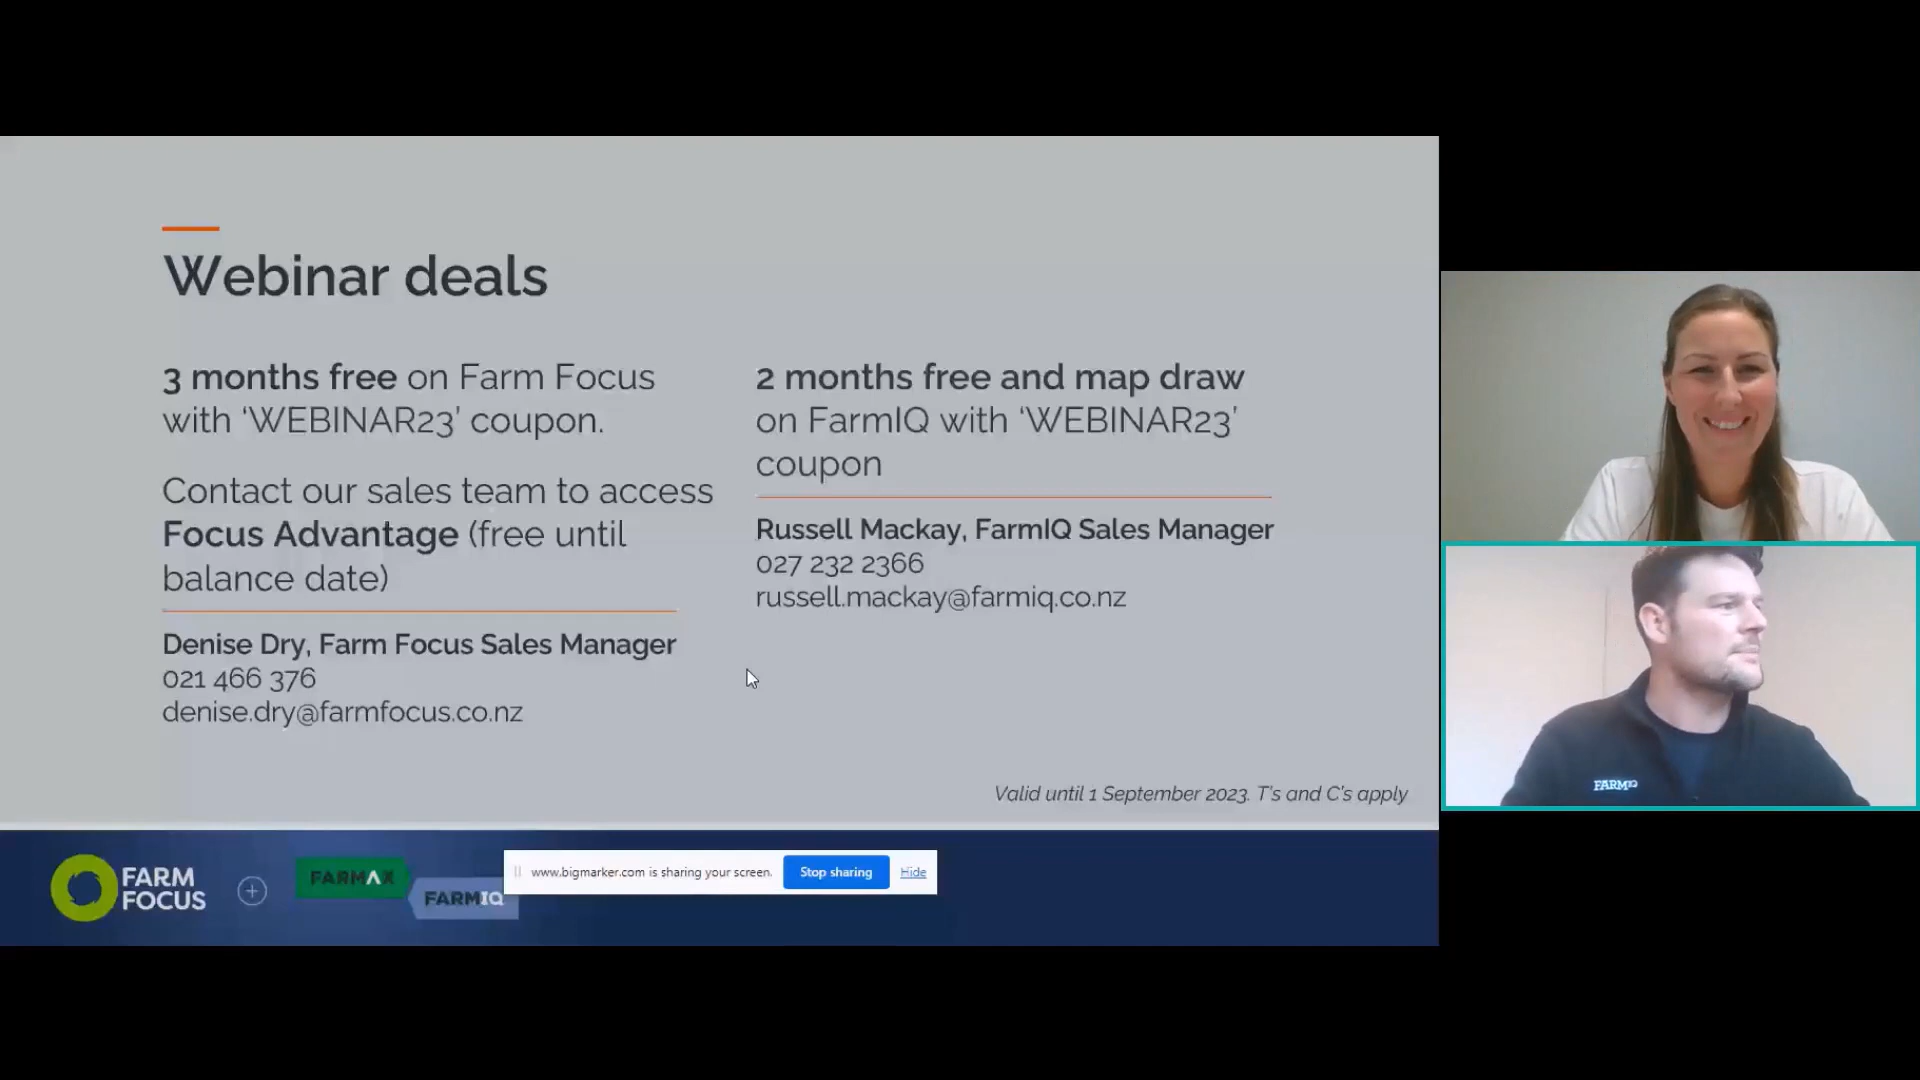 Webinar deals
3 months free on Farm Focus
with ‘WEBINAR23’ coupon.
Contact our sales team to access
Focus Advantage (free until
balance date)
Denise Dry, Farm Focus Sales Manager
021 466 376
denise.dry@farmfocus.co.nz
2 months free and map draw
on FarmIQ with ‘WEBINAR23’
coupon
Russell Mackay, FarmIQ Sales Manager
027 232 2366
russell.mackay@farmiq.co.nz
Valid until 1 September 2023. T's and C's apply
FARM
FOCUS
FARMAX
FARMIQ
www.bigmarker.com is sharing your screen.
Stop sharing
Hide
FARMIQ